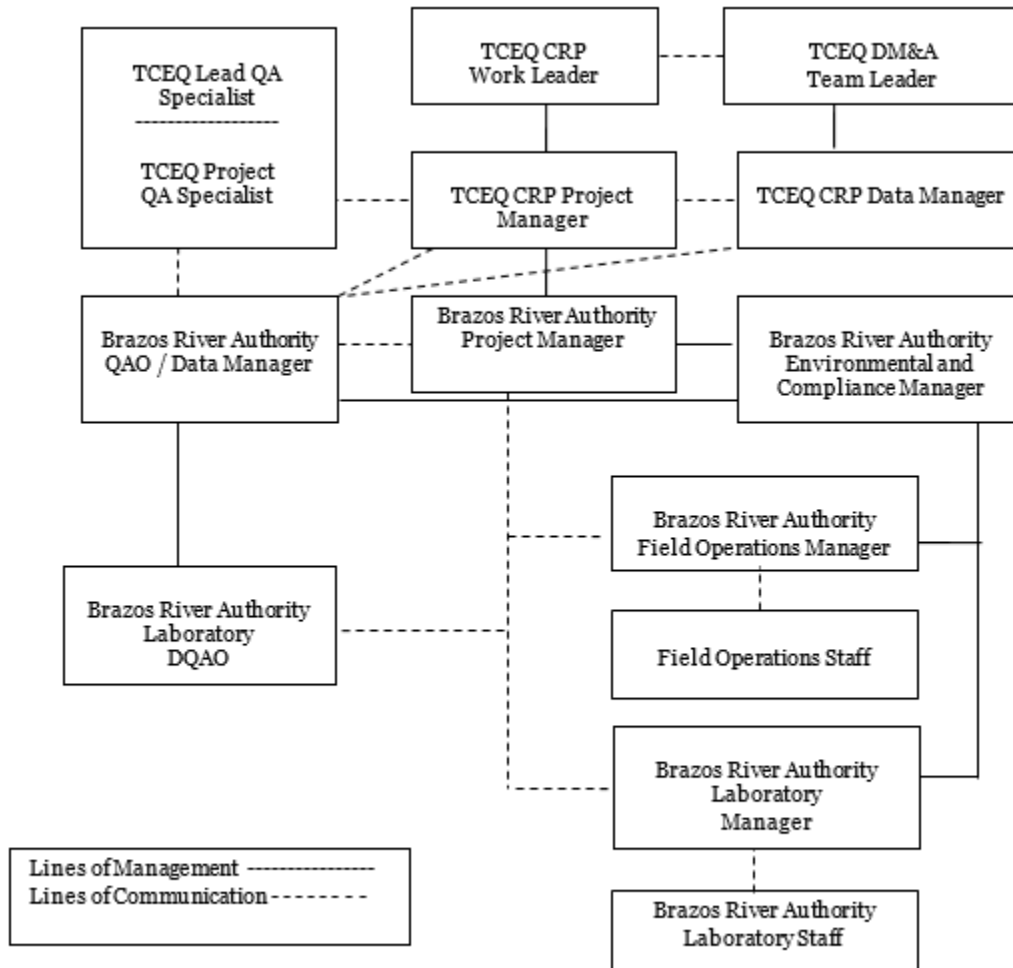 TCEQ Lead QA
Specialist
-------------------
TCEQ Project
QA Specialist
TCEQ CRP
Work Leader
TCEQ DM&A
Team Leader
TCEQ CRP Project
Manager
TCEQ CRP Data Manager
Brazos River Authority
QAO / Data Manager
Brazos River Authority
Project Manager
Brazos River Authority
Environmental and
Compliance Manager
Brazos River Authority
Field Operations Manager
Brazos River Authority
Laboratory
DQAO
Field Operations Staff
Brazos River Authority
Laboratory
Manager
Lines of Management -----------------
Lines of Communication - - - - - - - -
Brazos River Authority
Laboratory Staff